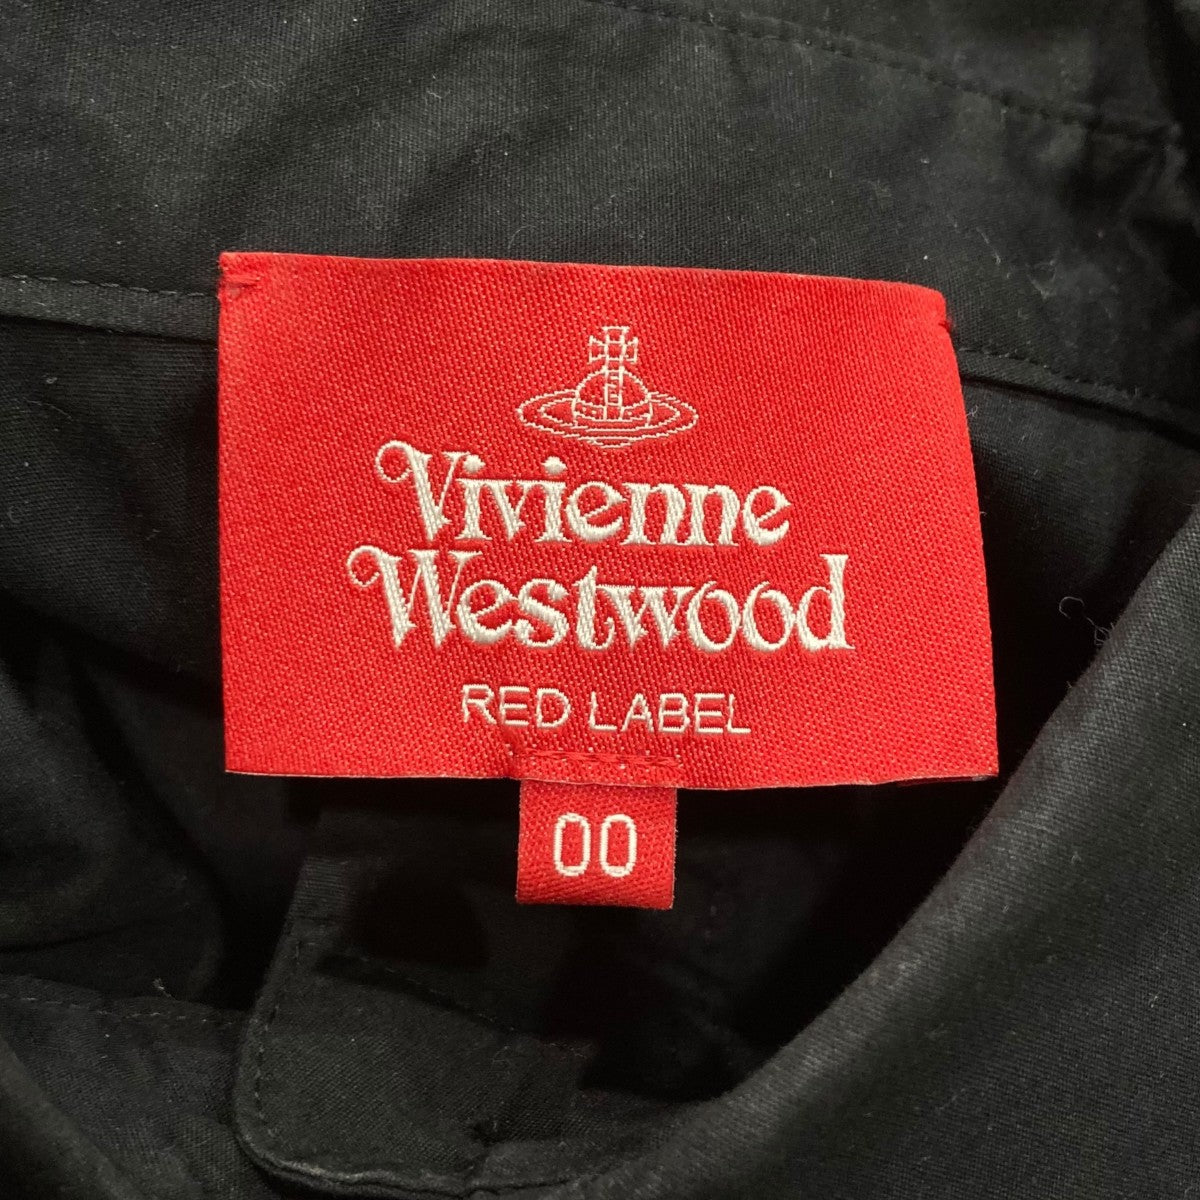 Vivienne
Westwood
RED LABEL
00